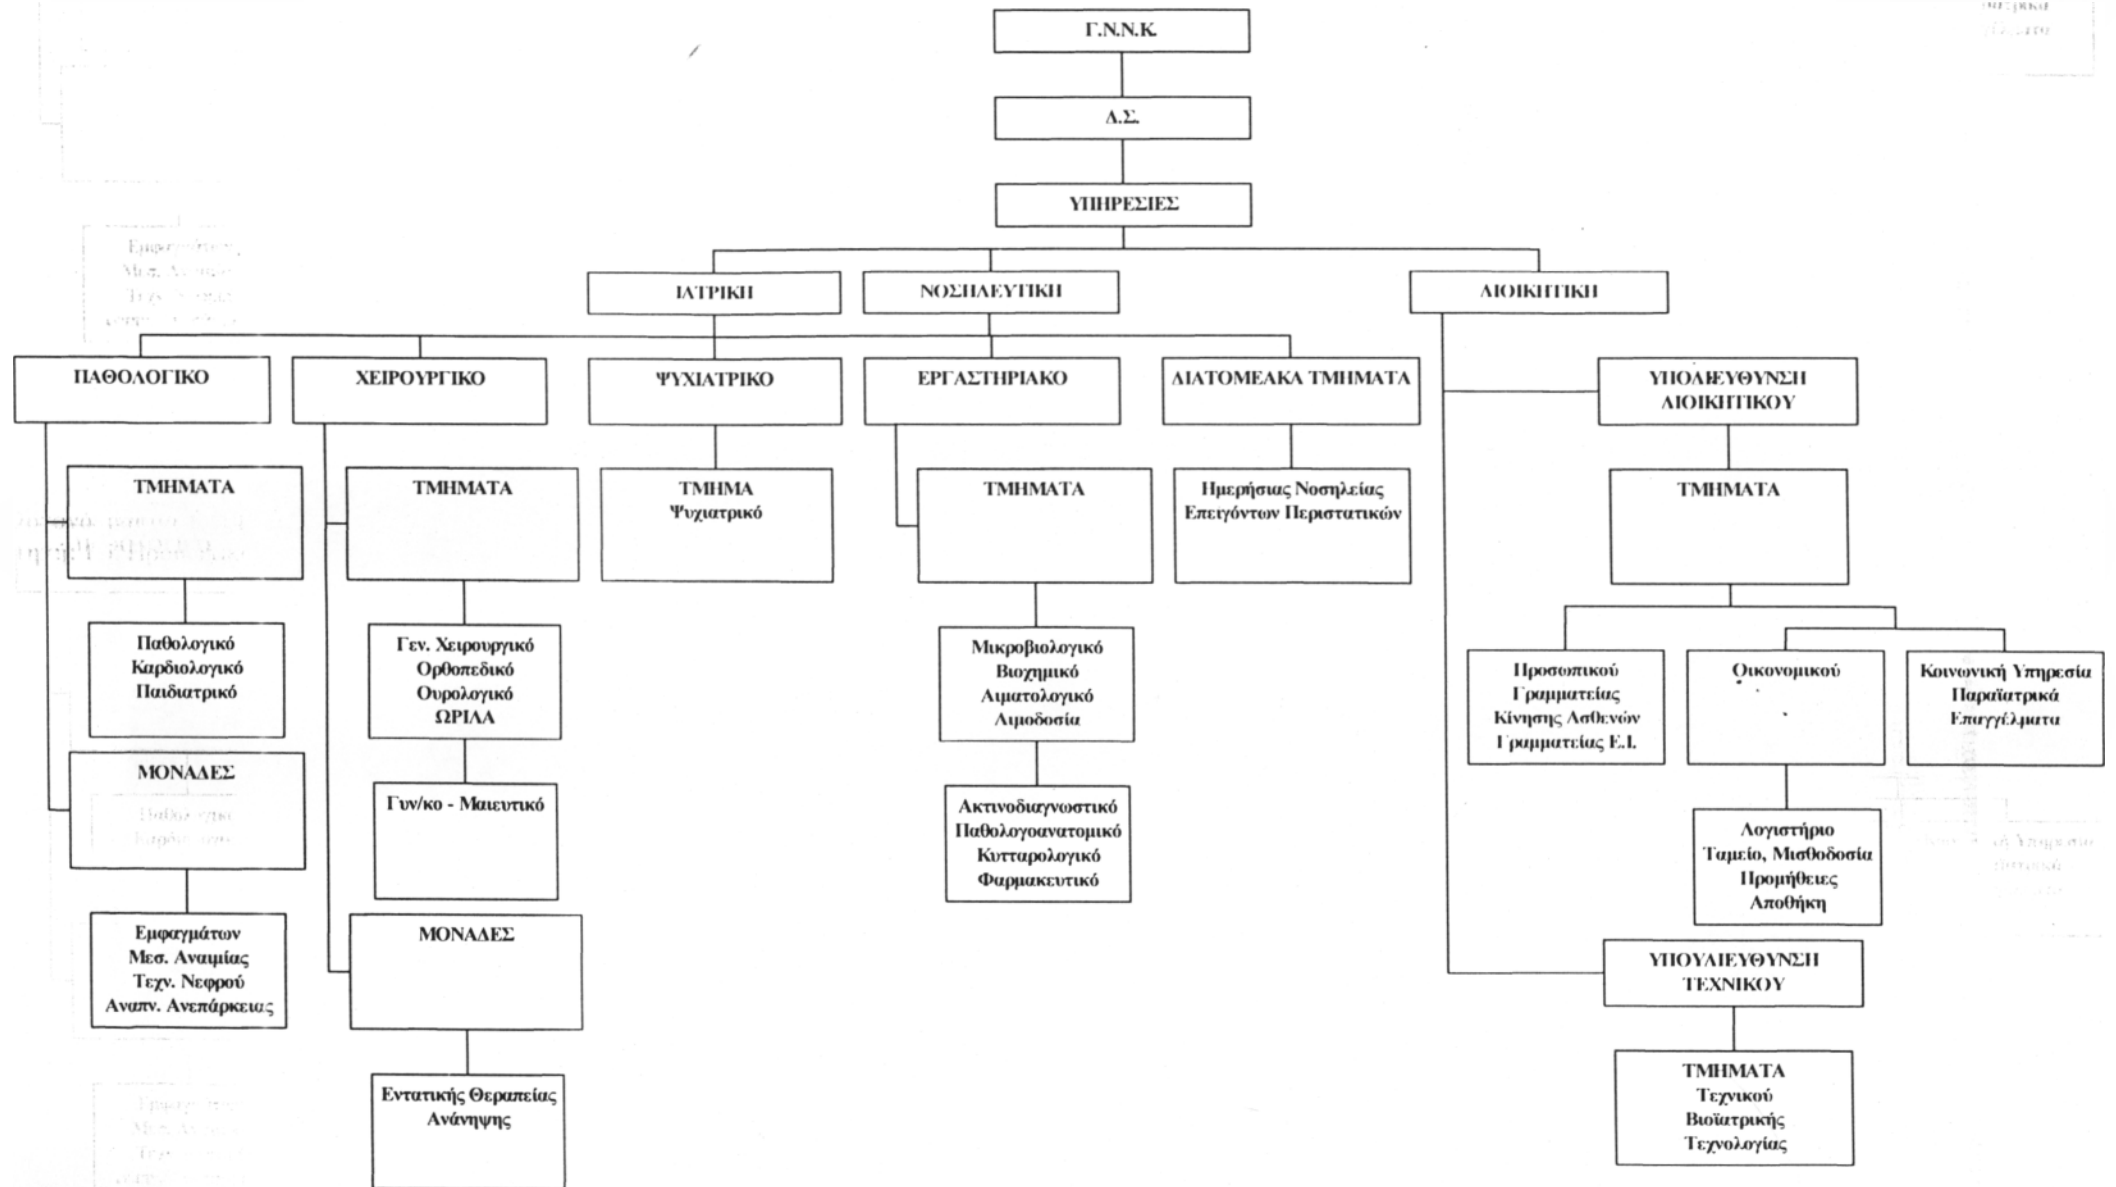 Γ.Ν.Ν.Κ.
Δ.Σ.
ΥΠΗΡΕΣΙΕΣ
ΙΑΤΡΙΚΗ
ΝΟΣΗΛΕΥΤΙΚΗ
ΔΙΟΙΚΗΤΙΚΗ
ΠΑΘΟΛΟΓΙΚΟ
ΧΕΙΡΟΥΡΓΙΚΟ
ΨΥΧΙΑΤΡΙΚΟ
ΕΡΓΑΣΤΗΡΙΑΚΟ
ΔΙΑΤΟΜΕΑΚΑ ΤΜΗΜΑΤΑ
ΥΠΟΔΙΕΥΘΥΝΣΗ
ΔΙΟΙΚΗΤΙΚΟΥ
ΤΜΗΜΑΤΑ
ΤΜΗΜΑΤΑ
ΤΜΗΜΑ
Ψυχιατρικό
ΤΜΗΜΑΤΑ
Ημερήσιας Νοσηλείας
Επειγόντων Περιστατικών
ΤΜΗΜΑΤΑ
Παθολογικό
Καρδιολογικό
Παιδιατρικό
Γεν. Χειρουργικό
Ορθοπεδικό
Ουρολογικό
ΩΡΙΛΑ
Μικροβιολογικό
Βιοχημικό
Αιματολογικό
Αιμοδοσία
Προσωπικού
Γραμματείας
Κίνησης Ασθενών
Γραμματείας Ε.Ι.
Οικονομικού
Κοινωνική Υπηρεσία
Παραϊατρικά
Επαγγέλματα
ΜΟΝΑΔΕΣ
Γυν/κο - Μαιευτικό
Ακτινοδιαγνωστικό
Παθολογοανατομικό
Κυτταρολογικό
Φαρμακευτικό
Λογιστήριο
Ταμείο, Μισθοδοσία
Προμήθειες
Αποθήκη
Εμφαγμάτων
Μεσ. Αναιμίας
Τεχν. Νεφρού
Αναπν. Ανεπάρκειας
ΜΟΝΑΔΕΣ
ΥΠΟΥΔΙΕΥΘΥΝΣΗ
ΤΕΧΝΙΚΟΥ
Εντατικής Θεραπείας
Ανάνηψης
ΤΜΗΜΑΤΑ
Τεχνικού
Βιοϊατρικής
Τεχνολογίας